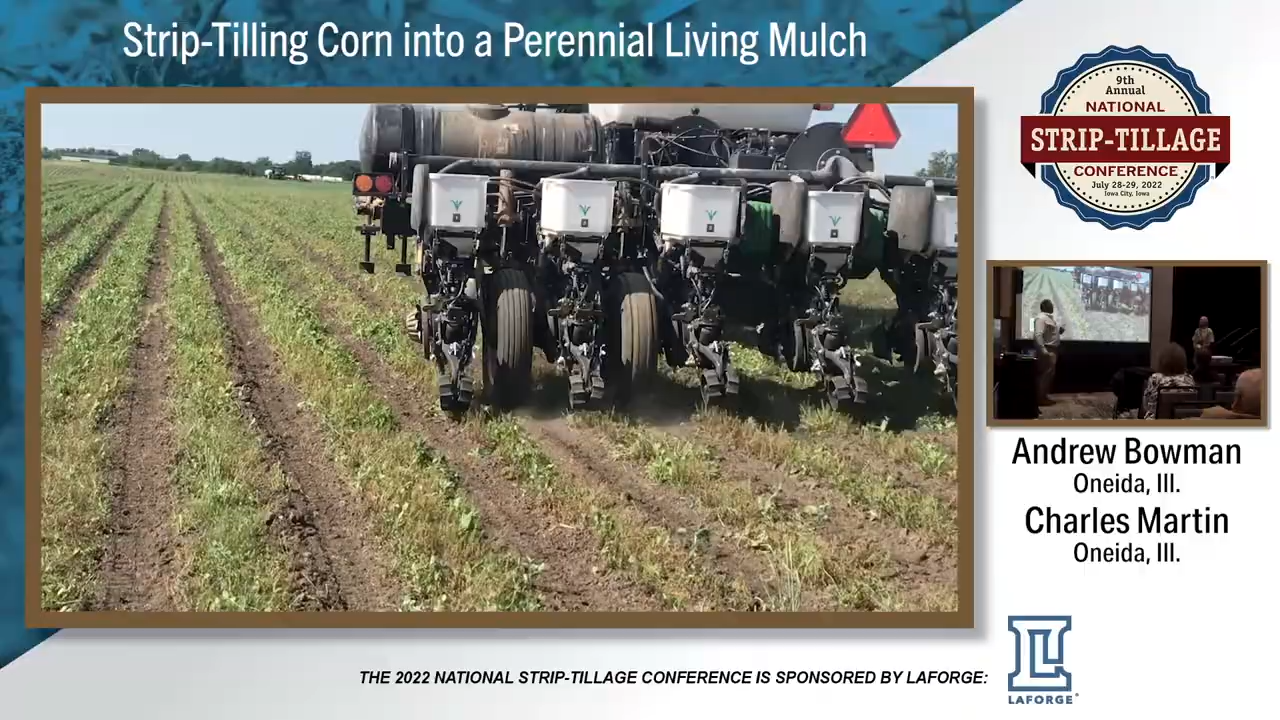 Strip-Tilling Corn into a Perennial Living Mulch
9th
Annual
NATIONAL
STRIP-TILLAGE
CONFERENCE
July 28-29, 2022
Iowa City, Iowa
Andrew Bowman
Oneida, Ill.
Charles Martin
Oneida, Ill.
THE 2022 NATIONAL STRIP-TILLAGE CONFERENCE IS SPONSORED BY LAFORGE:
LAFORGE